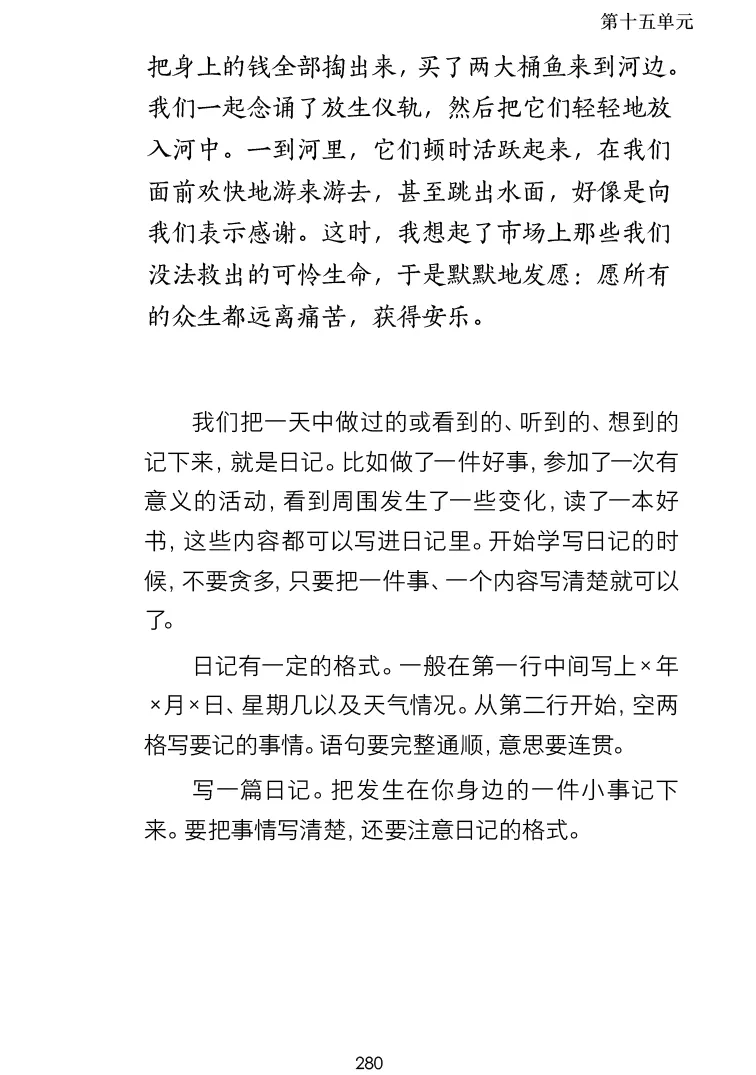 第十五单元
把身上的钱全部掏出来，买了两大桶鱼来到河边。
我们一起念诵了放生仪轨，然后把它们轻轻地放
入河中。一到河里，它们顿时活跃起来，在我们
面前欢快地游来游去，甚至跳出水面，好像是向
我们表示感谢。这时，我想起了市场上那些我们
没法救出的可怜生命，于是默默地发愿：愿所有
的众生都远离痛苦，获得安乐。
我们把一天中做过的或看到的、听到的、想到的
记下来，就是日记。比如做了一件好事，参加了一次有
意义的活动，看到周围发生了一些变化，读了一本好
书，这些内容都可以写进日记里。开始学写日记的时
候，不要贪多，只要把一件事、一个内容写清楚就可以
了。
日记有一定的格式。一般在第一行中间写上×年
×月×日、星期几以及天气情况。从第二行开始，空两
格写要记的事情。语句要完整通顺，意思要连贯。
写一篇日记。把发生在你身边的一件小事记下
来。要把事情写清楚，还要注意日记的格式。
280